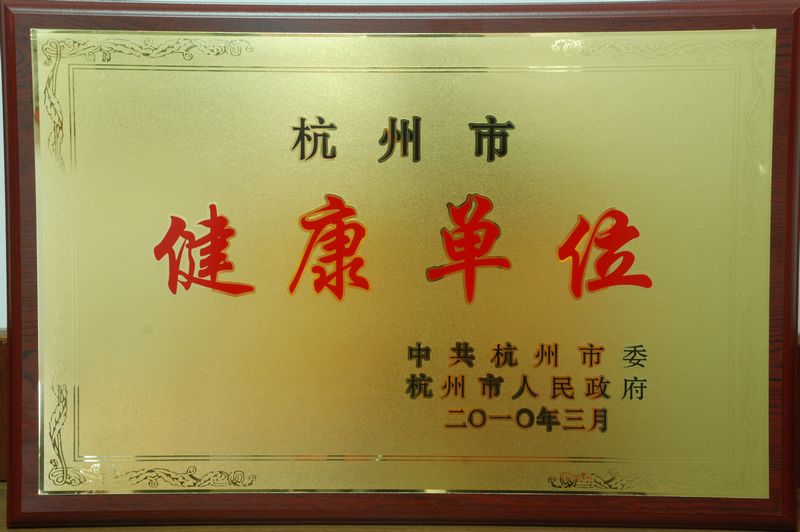 杭州市
健康单位
中共杭州市委
杭州市人民政府
二〇一〇年三月